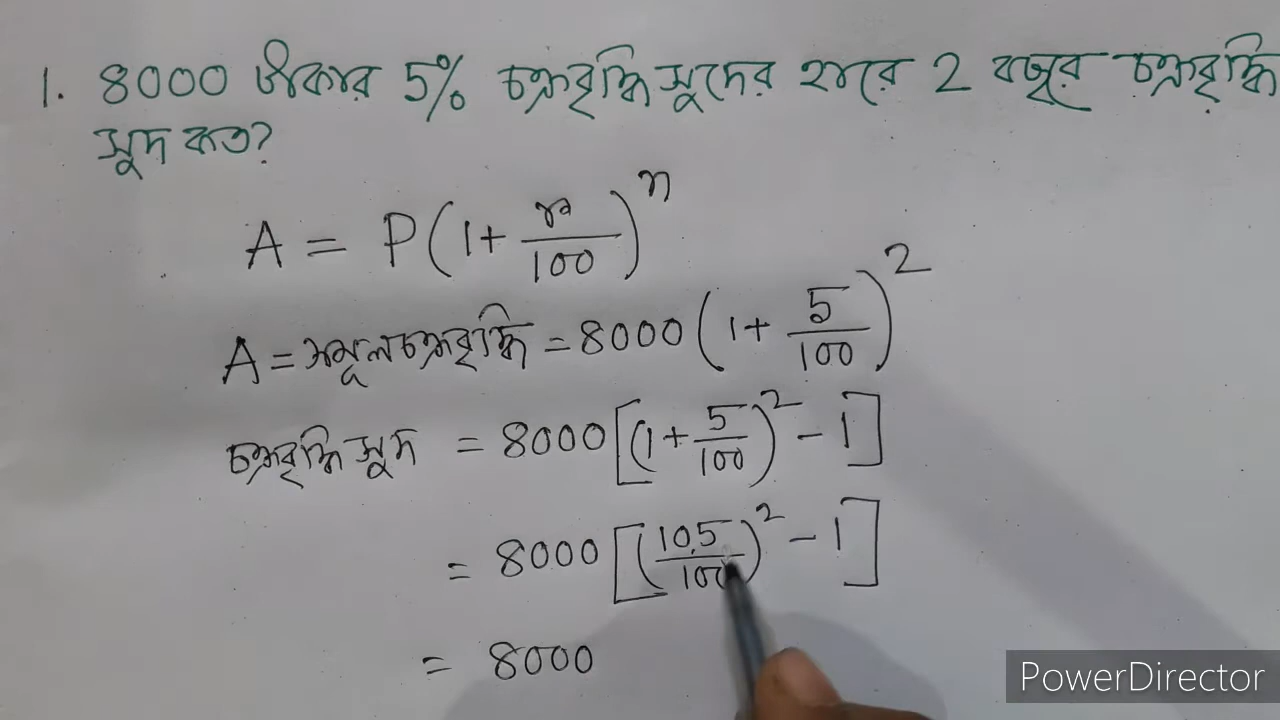 1. 8000 টাকার 5% চক্রবৃদ্ধি সুদের হারে 2 বছরে চক্রবৃদ্ধি
সুদ কত?
A = P(1+ r/100)^n
A = সমূলচক্রবৃদ্ধি = 8000 (1+ 5/100)^2
চক্রবৃদ্ধি সুদ = 8000 [(1+ 5/100)^2 - 1]
= 8000 [(105/100)^2 - 1]
= 8000
PowerDirector